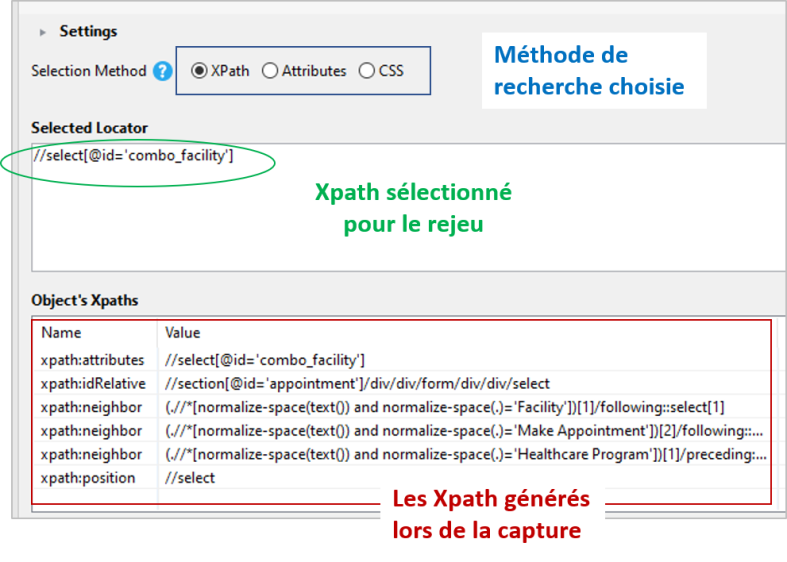 Settings
Selection Method ? XPath Attributes CSS
Méthode de
recherche choisie
Selected Locator
//select[@id='combo_facility']
Xpath sélectionné
pour le rejeu
Object's Xpaths
Name Value
xpath:attributes //select[@id='combo_facility']
xpath:idRelative //section[@id='appointment']/div/div/form/div/div/select
xpath:neighbor (.//*[normalize-space(text()) and normalize-space(.)='Facility'])[1]/following::select[1]
xpath:neighbor (.//*[normalize-space(text()) and normalize-space(.)='Make Appointment'])[2]/following::...
xpath:neighbor (.//*[normalize-space(text()) and normalize-space(.)='Healthcare Program'])[1]/preceding:...
xpath:position //select
Les Xpath générés
lors de la capture